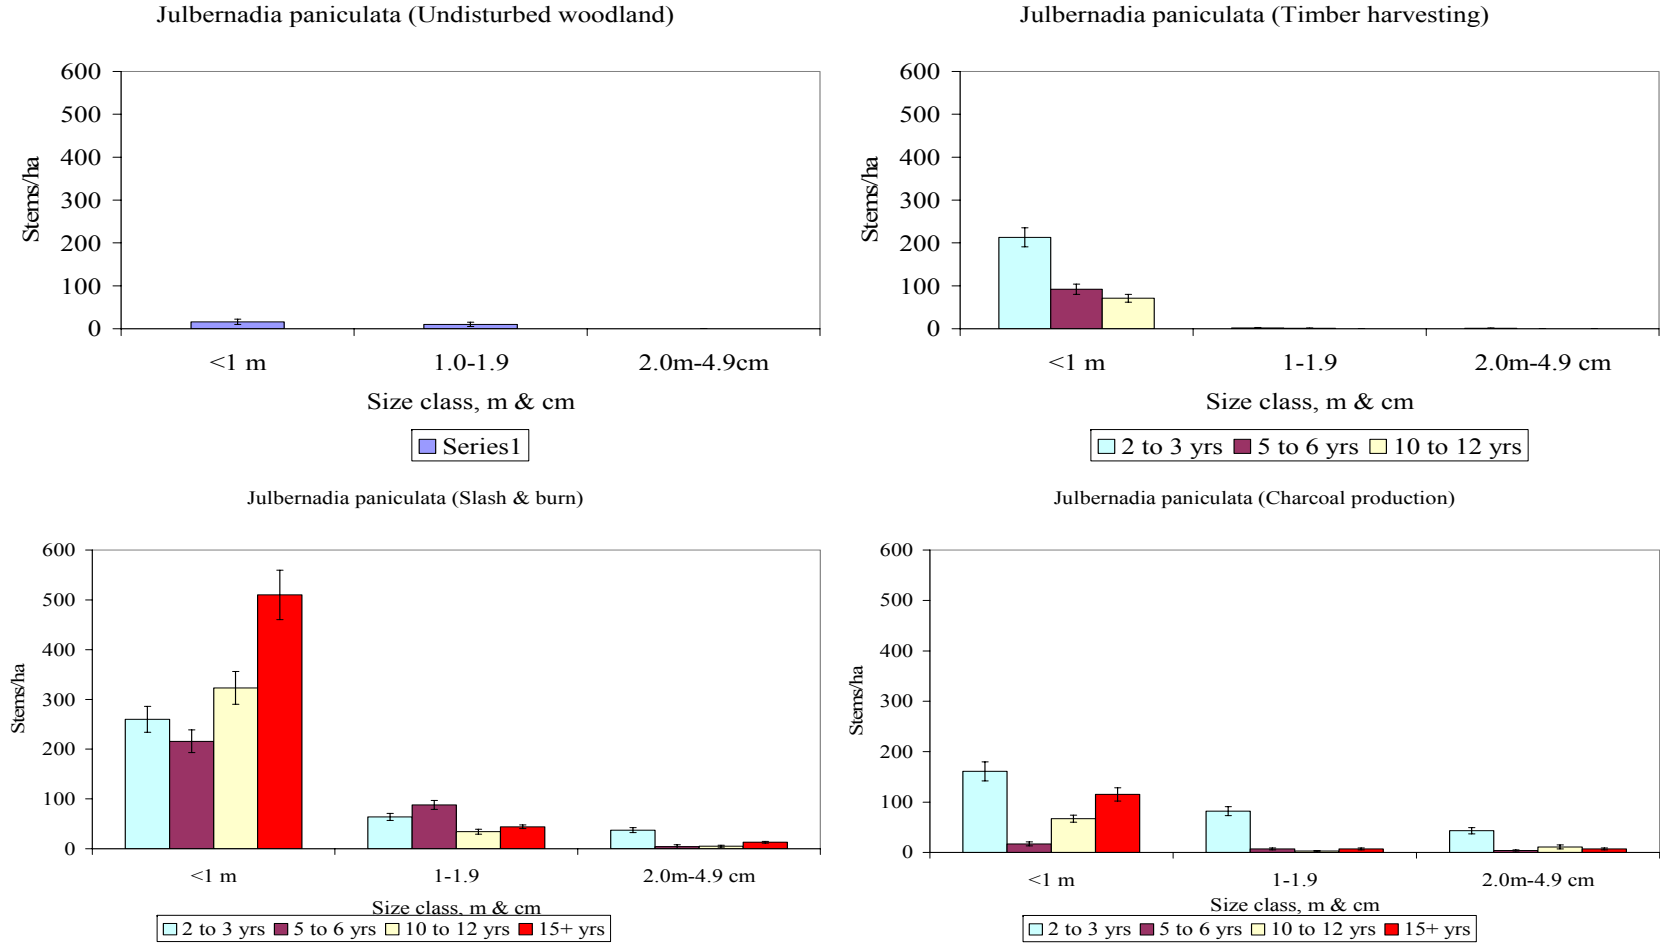 Julbernadia paniculata (Undisturbed woodland)
600
500
400
300
200
100
0
Stems/ha
<1 m
1.0-1.9
2.0m-4.9cm
Size class, m & cm
Series1
Julbernadia paniculata (Timber harvesting)
600
500
400
300
200
100
0
Stems/ha
<1 m
1-1.9
2.0m-4.9 cm
Size class, m & cm
2 to 3 yrs 5 to 6 yrs 10 to 12 yrs
Julbernadia paniculata (Slash & burn)
600
500
400
300
200
100
0
Stems/ha
<1 m
1-1.9
2.0m-4.9 cm
Size class, m & cm
2 to 3 yrs 5 to 6 yrs 10 to 12 yrs 15+ yrs
Julbernadia paniculata (Charcoal production)
600
500
400
300
200
100
0
Stems/ha
<1 m
1-1.9
2.0m-4.9 cm
Size class, m & cm
2 to 3 yrs 5 to 6 yrs 10 to 12 yrs 15+ yrs